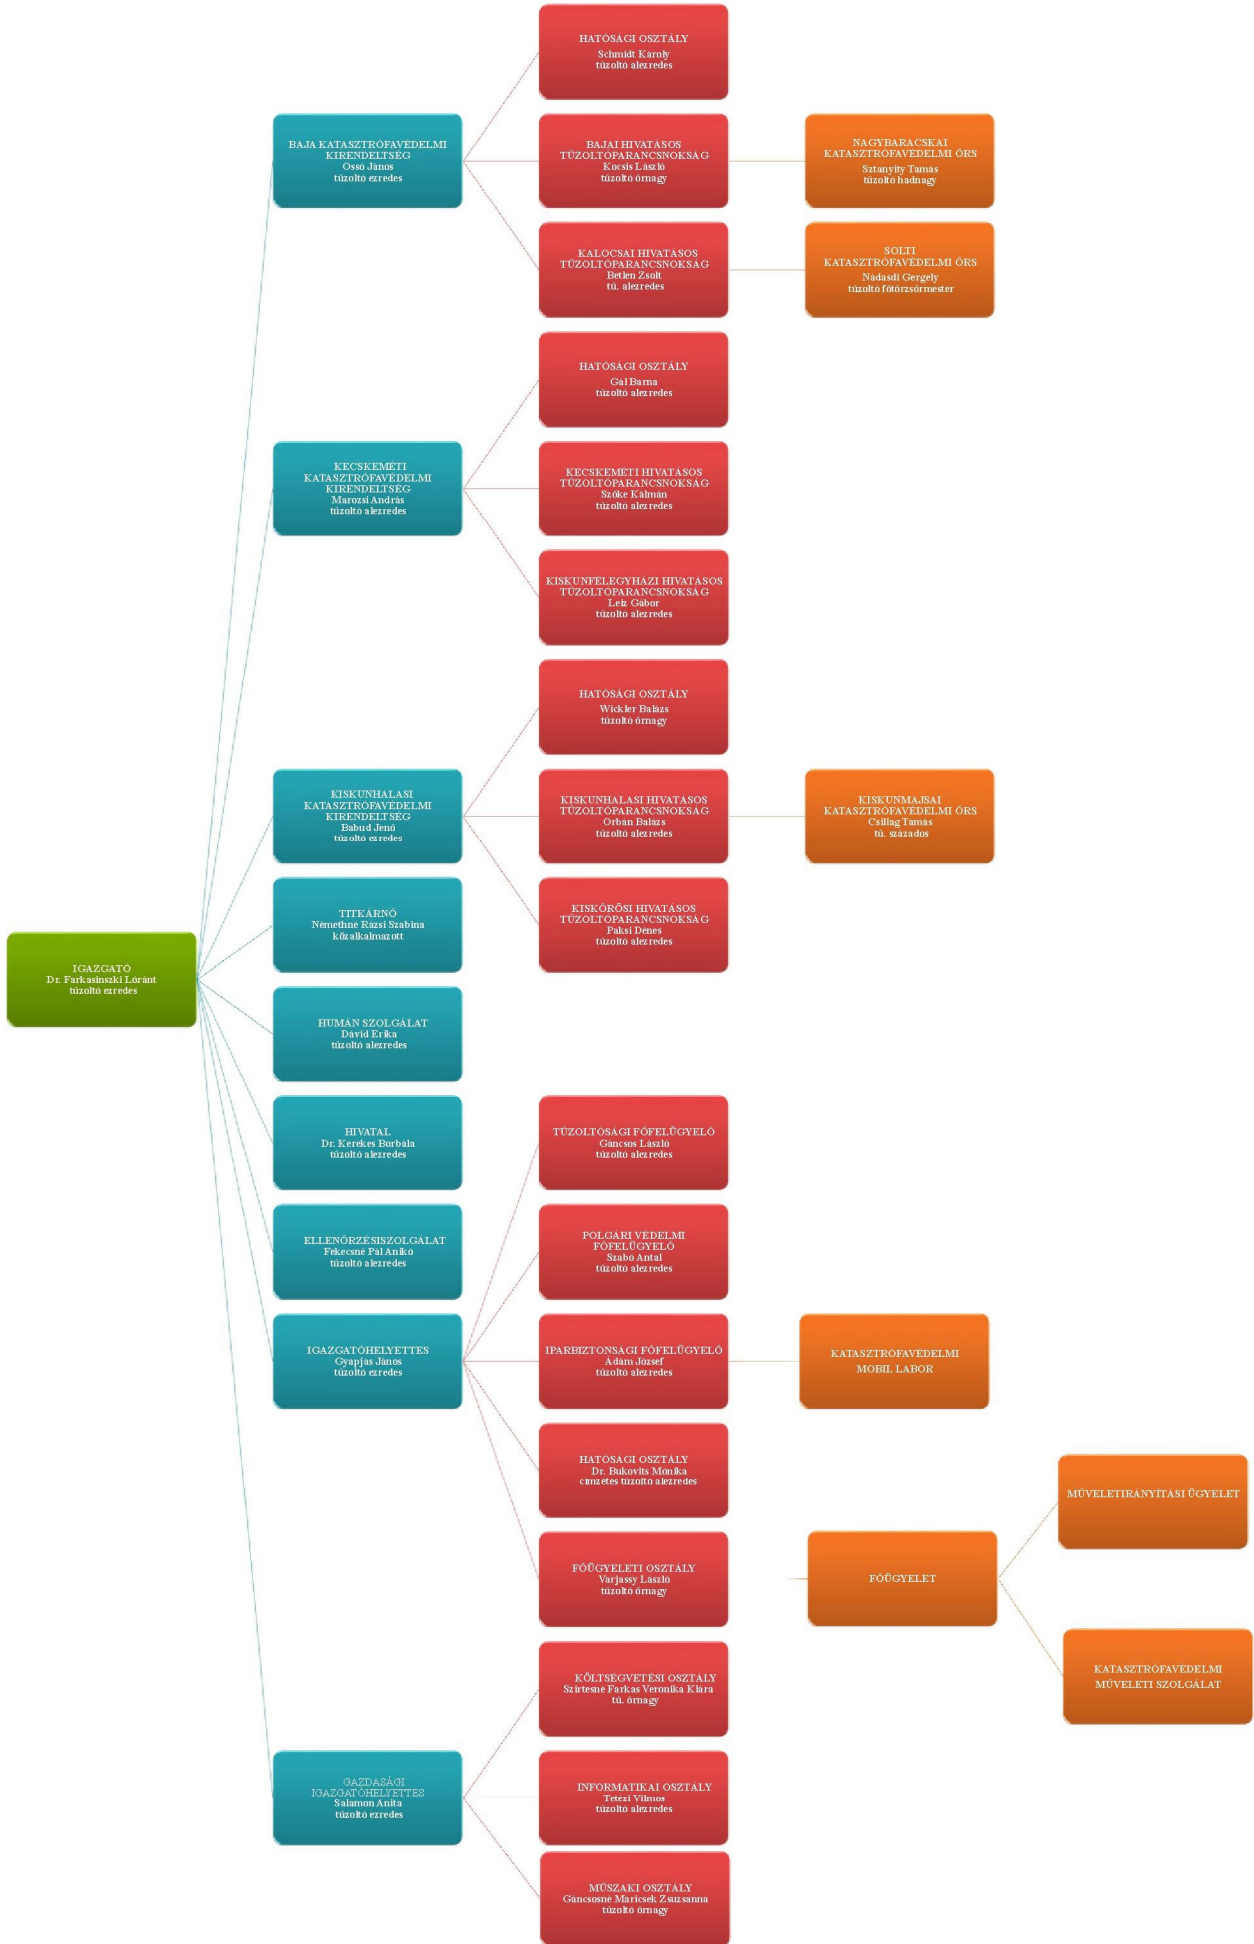 HATÓSÁGI OSZTÁLY
Schmidt Károly
tűzoltó alezredes
BAJA KATASZTRÓFAVÉDELMI
KIRENDELTSÉG
Ossó János
tűzoltó ezredes
BAJAI HIVATÁSOS
TŰZOLTÓPARANCSNOKSÁG
Kocsis László
tűzoltó őrnagy
NAGYBARACSKAI
KATASZTRÓFAVÉDELMI ŐRS
Sztanyity Tamás
tűzoltó hadnagy
KALOCSAI HIVATÁSOS
TŰZOLTÓPARANCSNOKSÁG
Betlen Zsolt
tű. alezredes
SOLTI
KATASZTRÓFAVÉDELMI ŐRS
Nádasdi Gergely
tűzoltó főtörzsőrmester
HATÓSÁGI OSZTÁLY
Gál Barna
tűzoltó alezredes
KECSKEMÉTI
KATASZTRÓFAVÉDELMI
KIRENDELTSÉG
Marozsi András
tűzoltó alezredes
KECSKEMÉTI HIVATÁSOS
TŰZOLTÓPARANCSNOKSÁG
Szőke Kálmán
tűzoltó alezredes
KISKUNFÉLEGYHÁZI HIVATÁSOS
TŰZOLTÓPARANCSNOKSÁG
Leiz Gábor
tűzoltó alezredes
HATÓSÁGI OSZTÁLY
Wickler Balázs
tűzoltó őrnagy
KISKUNHALASI
KATASZTRÓFAVÉDELMI
KIRENDELTSÉG
Babud Jenő
tűzoltó ezredes
KISKUNHALASI HIVATÁSOS
TŰZOLTÓPARANCSNOKSÁG
Orbán Balázs
tűzoltó alezredes
KISKUNMAJSAI
KATASZTRÓFAVÉDELMI ŐRS
Csillag Tamás
tű. százados
KISKŐRÖSI HIVATÁSOS
TŰZOLTÓPARANCSNOKSÁG
Paksi Dénes
tűzoltó alezredes
TITKÁRNŐ
Némethné Rázsi Szabina
közalkalmazott
IGAZGATÓ
Dr. Farkasinszki Lóránt
tűzoltó ezredes
HUMÁN SZOLGÁLAT
Dávid Erika
tűzoltó alezredes
HIVATAL
Dr. Kerekes Borbála
tűzoltó alezredes
ELLENŐRZÉSISZOLGÁLAT
Fekecsné Pál Anikó
tűzoltó alezredes
IGAZGATÓHELYETTES
Gyapjas János
tűzoltó ezredes
TŰZOLTÓSÁGI FŐFELÜGYELŐ
Gáncsos László
tűzoltó alezredes
POLGÁRI VÉDELMI
FŐFELÜGYELŐ
Szabó Antal
tűzoltó alezredes
IPARBIZTONSÁGI FŐFELÜGYELŐ
Ádám József
tűzoltó alezredes
KATASZTRÓFAVÉDELMI
MOBIL LABOR
HATÓSÁGI OSZTÁLY
Dr. Bukovits Mónika
címzetes tűzoltó alezredes
FŐÜGYELETI OSZTÁLY
Varjassy László
tűzoltó őrnagy
FŐÜGYELET
MŰVELETIRÁNYÍTÁSI ÜGYELET
KATASZTRÓFAVÉDELMI
MŰVELETI SZOLGÁLAT
GAZDASÁGI
IGAZGATÓHELYETTES
Salamon Anita
tűzoltó ezredes
KÖLTSÉGVETÉSI OSZTÁLY
Szirtesné Farkas Veronika Klára
tű. őrnagy
INFORMATIKAI OSZTÁLY
Tetézi Vilmos
tűzoltó alezredes
MŰSZAKI OSZTÁLY
Gáncsosné Maricsek Zsuzsanna
tűzoltó őrnagy